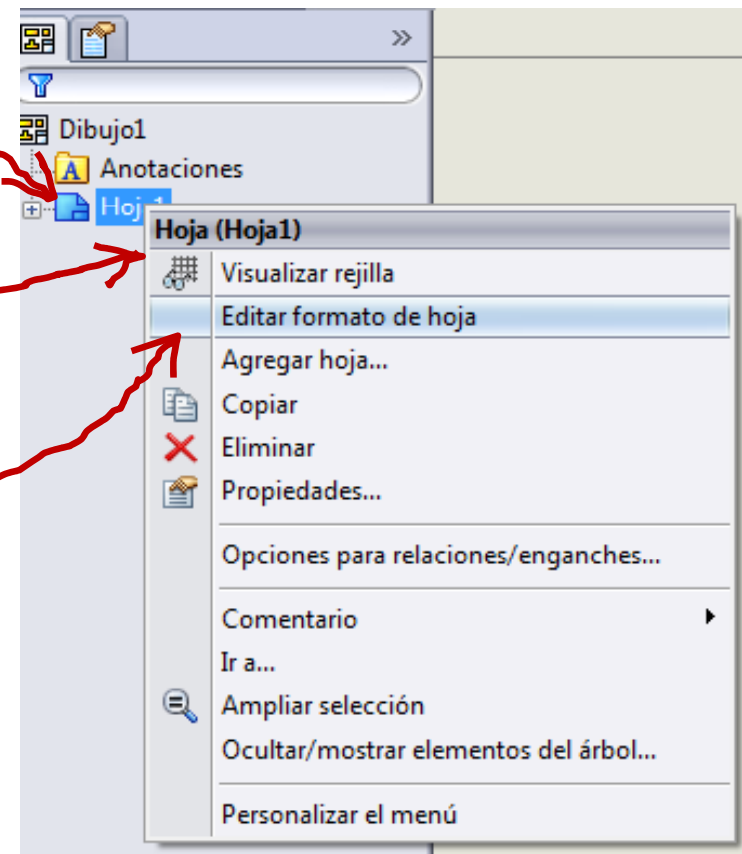 »
Dibujo1
A Anotaciones
Hoja1
Hoja (Hoja1)
Visualizar rejilla
Editar formato de hoja
Agregar hoja...
Copiar
Eliminar
Propiedades...
Opciones para relaciones/enganches...
Comentario
Ir a...
Ampliar selección
Ocultar/mostrar elementos del árbol...
Personalizar el menú